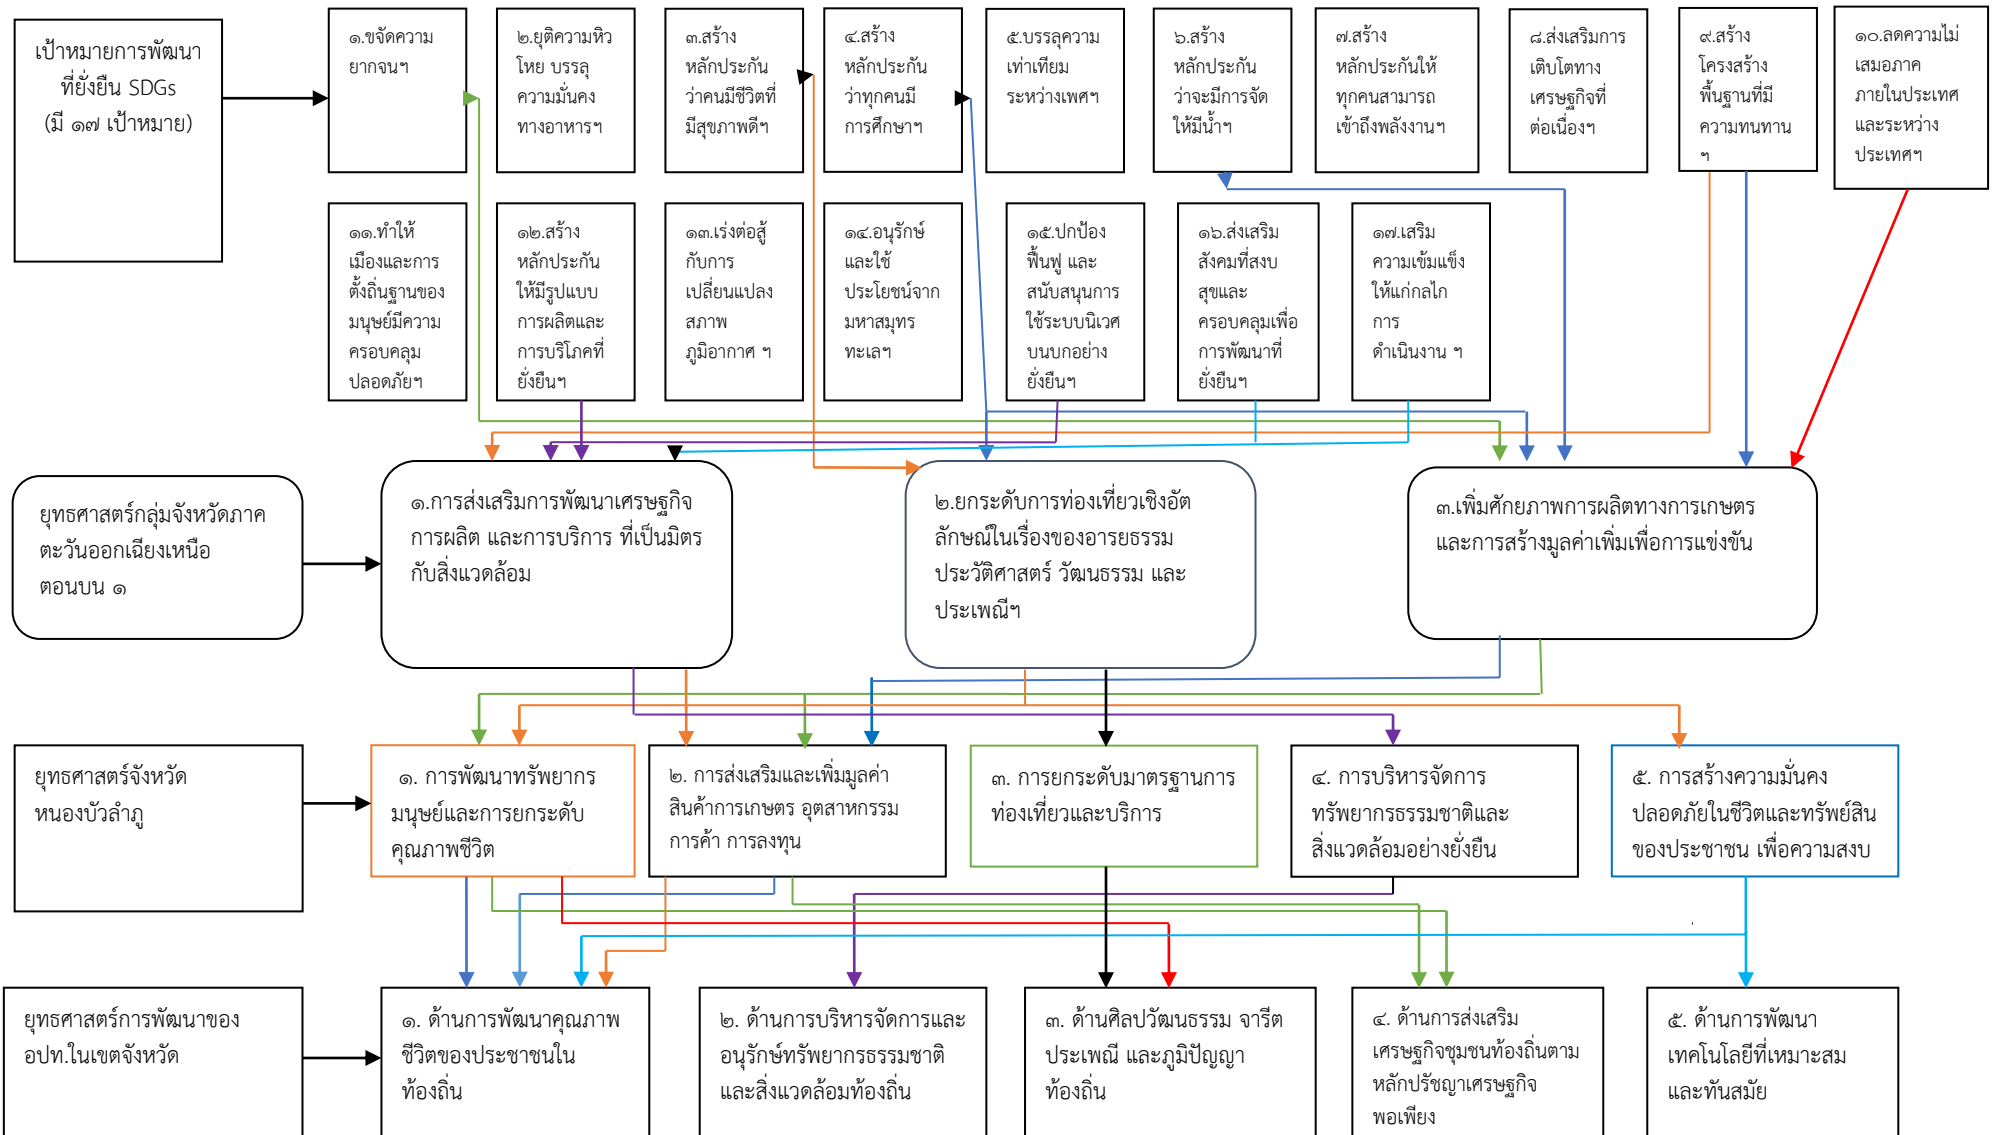 เป้าหมายการพัฒนา
ที่ยั่งยืน SDGs
(มี ๑๗ เป้าหมาย)
๑.ขจัดความ
ยากจนฯ
๒.ยุติความหิว
โหย บรรลุ
ความมั่นคง
ทางอาหารฯ
๓.สร้าง
หลักประกัน
ว่าคนมีชีวิตที่
มีสุขภาพดีฯ
๔.สร้าง
หลักประกัน
ว่าทุกคนมี
การศึกษาฯ
๕.บรรลุความ
เท่าเทียม
ระหว่างเพศฯ
๖.สร้าง
หลักประกัน
ว่าจะมีการจัด
ให้มีน้ำฯ
๗.สร้าง
หลักประกันให้
ทุกคนสามารถ
เข้าถึงพลังงานฯ
๘.ส่งเสริมการ
เติบโตทาง
เศรษฐกิจที่
ต่อเนื่องฯ
๙.สร้าง
โครงสร้าง
พื้นฐานที่มี
ความทนทาน
ฯ
๑๐.ลดความไม่
เสมอภาค
ภายในประเทศ
และระหว่าง
ประเทศฯ
๑๑.ทำให้
เมืองและการ
ตั้งถิ่นฐานของ
มนุษย์มีความ
ครอบคลุม
ปลอดภัยฯ
๑๒.สร้าง
หลักประกัน
ให้มีรูปแบบ
การผลิตและ
การบริโภคที่
ยั่งยืนฯ
๑๓.เร่งต่อสู้
กับการ
เปลี่ยนแปลง
สภาพ
ภูมิอากาศ ฯ
๑๔.อนุรักษ์
และใช้
ประโยชน์จาก
มหาสมุทร
ทะเลฯ
๑๕.ปกป้อง
ฟื้นฟู และ
สนับสนุนการ
ใช้ระบบนิเวศ
บนบกอย่าง
ยั่งยืนฯ
๑๖.ส่งเสริม
สังคมที่สงบ
สุขและ
ครอบคลุมเพื่อ
การพัฒนาที่
ยั่งยืนฯ
๑๗.เสริม
ความเข้มแข็ง
ให้แก่กลไก
การ
ดำเนินงาน ฯ
ยุทธศาสตร์กลุ่มจังหวัดภาค
ตะวันออกเฉียงเหนือ
ตอนบน ๑
๑.การส่งเสริมการพัฒนาเศรษฐกิจ
การผลิต และการบริการ ที่เป็นมิตร
กับสิ่งแวดล้อม
๒.ยกระดับการท่องเที่ยวเชิงอัต
ลักษณ์ในเรื่องของอารยธรรม
ประวัติศาสตร์ วัฒนธรรม และ
ประเพณีฯ
๓.เพิ่มศักยภาพการผลิตทางการเกษตร
และการสร้างมูลค่าเพิ่มเพื่อการแข่งขัน
ยุทธศาสตร์จังหวัด
หนองบัวลำภู
๑. การพัฒนาทรัพยากร
มนุษย์และการยกระดับ
คุณภาพชีวิต
๒. การส่งเสริมและเพิ่มมูลค่า
สินค้าการเกษตร อุตสาหกรรม
การค้า การลงทุน
๓. การยกระดับมาตรฐานการ
ท่องเที่ยวและบริการ
๔. การบริหารจัดการ
ทรัพยากรธรรมชาติและ
สิ่งแวดล้อมอย่างยั่งยืน
๕. การสร้างความมั่นคง
ปลอดภัยในชีวิตและทรัพย์สิน
ของประชาชน เพื่อความสงบ
ยุทธศาสตร์การพัฒนาของ
อปท.ในเขตจังหวัด
๑. ด้านการพัฒนาคุณภาพ
ชีวิตของประชาชนใน
ท้องถิ่น
๒. ด้านการบริหารจัดการและ
อนุรักษ์ทรัพยากรธรรมชาติ
และสิ่งแวดล้อมท้องถิ่น
๓. ด้านศิลปวัฒนธรรม จารีต
ประเพณี และภูมิปัญญา
ท้องถิ่น
๔. ด้านการส่งเสริม
เศรษฐกิจชุมชนท้องถิ่นตาม
หลักปรัชญาเศรษฐกิจ
พอเพียง
๕. ด้านการพัฒนา
เทคโนโลยีที่เหมาะสม
และทันสมัย